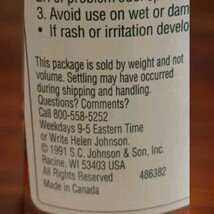 3. Avoid use on wet or dam
• If rash or irritation develo
This package is sold by weight and not
volume. Settling may have occurred
during shipping and handling.
Questions? Comments?
Call 800-558-5252
Weekdays 9-5 Eastern Time
or Write Helen Johnson.
© 1991 S.C. Johnson & Son, Inc.
Racine, WI 53403 USA
All Rights Reserved
Made in Canada 486382